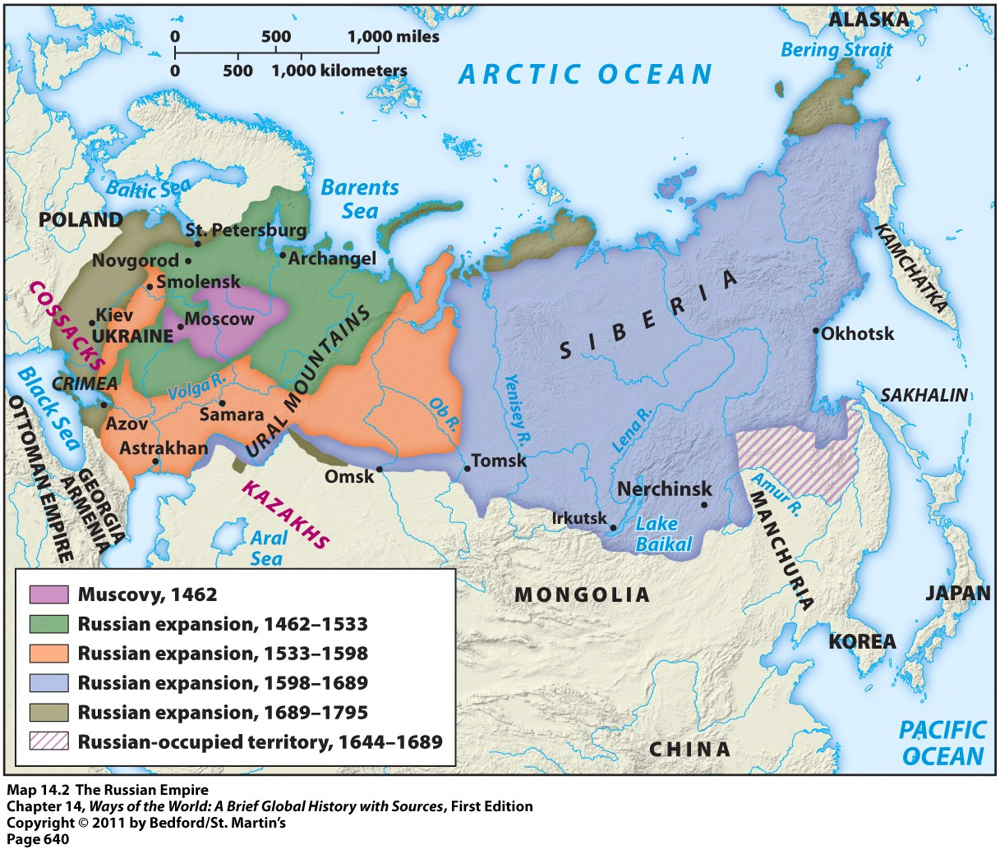 ALASKA
Bering Strait
0 500 1,000 miles
0 500 1,000 kilometers
ARCTIC OCEAN
Barents
Sea
Baltic Sea
POLAND
St. Petersburg
Novgorod
Archangel
Smolensk
COSSACKS
Kiev
UKRAINE
Moscow
URAL MOUNTAINS
SIBERIA
KAMCHATKA
Okhotsk
CRIMEA
Black Sea
Volga R.
Samara
Ob R.
Yenisey R.
Lena R.
SAKHALIN
OTTOMAN EMPIRE
Azov
Astrakhan
GEORGIA
ARMENIA
Omsk
Tomsk
KAZAKHS
Nerchinsk
Irkutsk
Lake
Baikal
Amur R.
MANCHURIA
Aral
Sea
MONGOLIA
JAPAN
KOREA
CHINA
PACIFIC
OCEAN
Muscovy, 1462
Russian expansion, 1462–1533
Russian expansion, 1533–1598
Russian expansion, 1598–1689
Russian expansion, 1689–1795
Russian-occupied territory, 1644–1689
Map 14.2 The Russian Empire
Chapter 14, Ways of the World: A Brief Global History with Sources, First Edition
Copyright © 2011 by Bedford/St. Martin's
Page 640